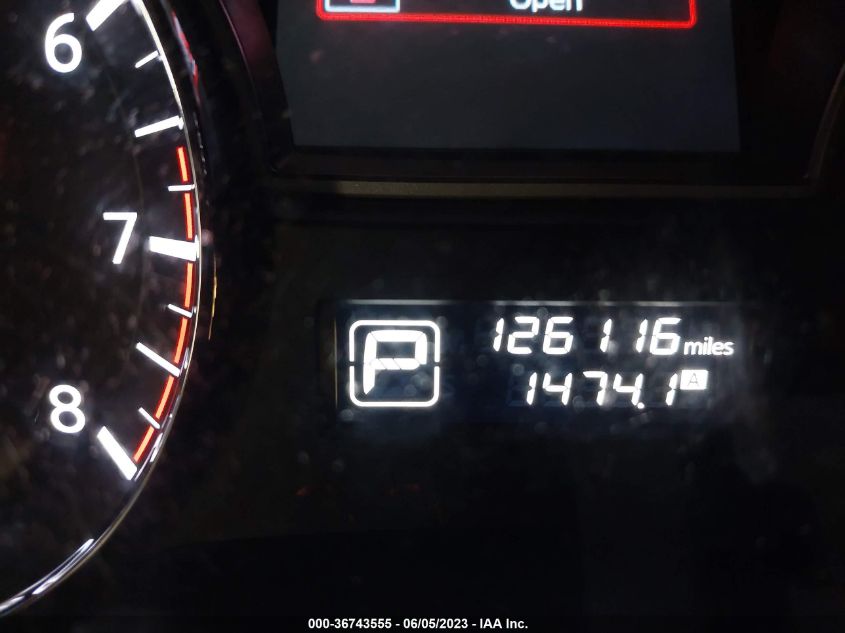 Open
6
7
8
P
126116 miles
1474.1 A
000-36743555 - 06/05/2023 - IAA Inc.